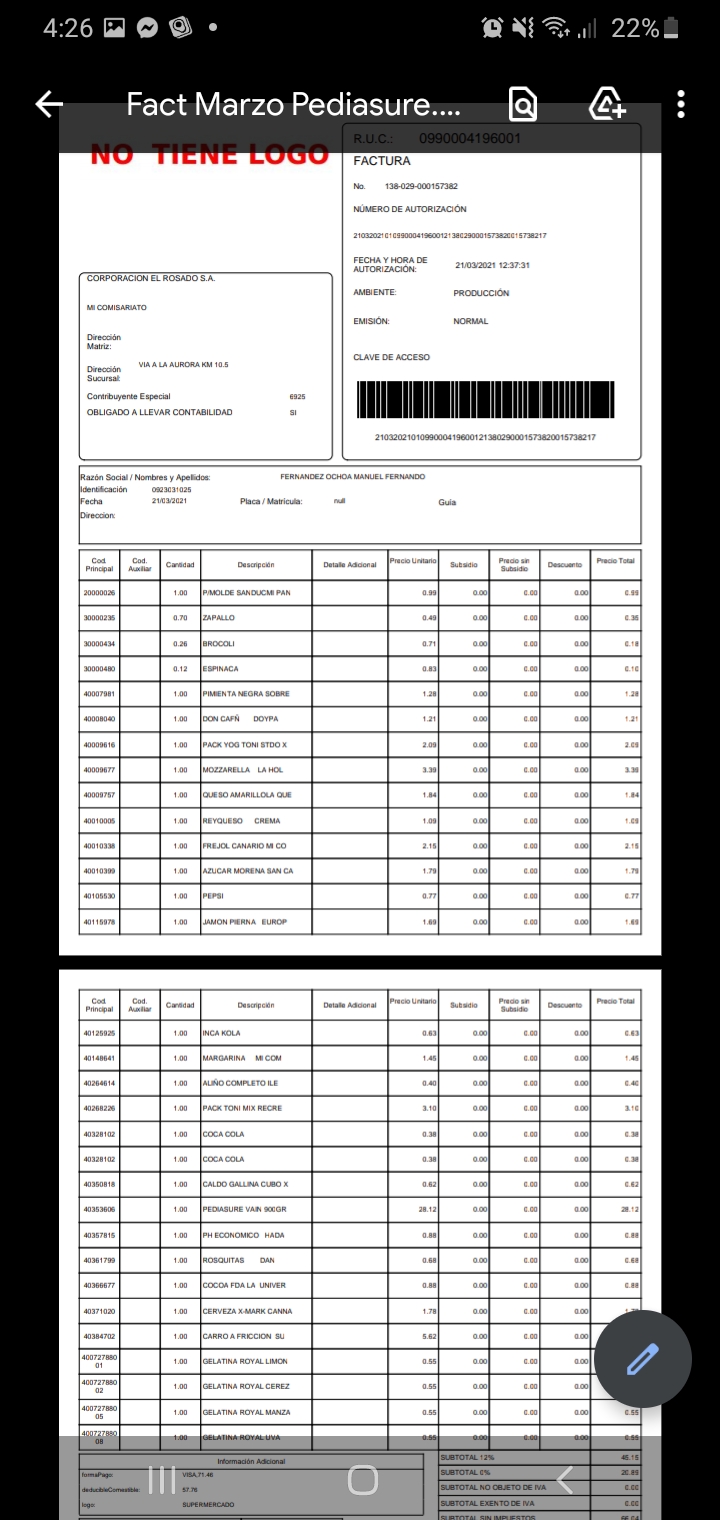 4:26
22%
Fact Marzo Pediasure....
NO TIENE LOGO
R.U.C.: 0990004196001
FACTURA
No. 138-029-000157382
NÚMERO DE AUTORIZACIÓN
2103202101099000419600121380290001573820015738217
FECHA Y HORA DE AUTORIZACIÓN: 21/03/2021 12:37:31
AMBIENTE: PRODUCCIÓN
EMISIÓN: NORMAL
CLAVE DE ACCESO
2103202101099000419600121380290001573820015738217
CORPORACION EL ROSADO S.A.
MI COMISARIATO
Dirección Matriz:
Dirección Sucursal: VIA A LA AURORA KM 10.5
Contribuyente Especial 6925
OBLIGADO A LLEVAR CONTABILIDAD SI
Razón Social / Nombres y Apellidos: FERNANDEZ OCHOA MANUEL FERNANDO
Identificación 0923031025
Fecha 21/03/2021 Placa / Matrícula: null Guía
Direccion:
Cod. Principal Cod. Auxiliar Cantidad Descripción Detalle Adicional Precio Unitario Subsidio Precio sin Subsidio Descuento Precio Total
20000026 1.00 P/MOLDE SANDUCMI PAN 0.99 0.00 0.00 0.00 0.99
30000235 0.70 ZAPALLO 0.49 0.00 0.00 0.00 0.35
30000434 0.26 BROCOLI 0.71 0.00 0.00 0.00 0.18
30000480 0.12 ESPINACA 0.83 0.00 0.00 0.00 0.10
40007981 1.00 PIMIENTA NEGRA SOBRE 1.28 0.00 0.00 0.00 1.28
40008040 1.00 DON CAFÑ DOYPA 1.21 0.00 0.00 0.00 1.21
40009616 1.00 PACK YOG TONI STDO X 2.09 0.00 0.00 0.00 2.09
40009677 1.00 MOZZARELLA LA HOL 3.39 0.00 0.00 0.00 3.39
40009757 1.00 QUESO AMARILLOLA QUE 1.84 0.00 0.00 0.00 1.84
40010005 1.00 REYQUESO CREMA 1.09 0.00 0.00 0.00 1.09
40010338 1.00 FREJOL CANARIO MI CO 2.15 0.00 0.00 0.00 2.15
40010399 1.00 AZUCAR MORENA SAN CA 1.79 0.00 0.00 0.00 1.79
40105530 1.00 PEPSI 0.77 0.00 0.00 0.00 0.77
40115978 1.00 JAMON PIERNA EUROP 1.69 0.00 0.00 0.00 1.69
Cod. Principal Cod. Auxiliar Cantidad Descripción Detalle Adicional Precio Unitario Subsidio Precio sin Subsidio Descuento Precio Total
40125925 1.00 INCA KOLA 0.63 0.00 0.00 0.00 0.63
40148641 1.00 MARGARINA MI COM 1.45 0.00 0.00 0.00 1.45
40264614 1.00 ALIÑO COMPLETO ILE 0.40 0.00 0.00 0.00 0.40
40268226 1.00 PACK TONI MIX RECRE 3.10 0.00 0.00 0.00 3.10
40328102 1.00 COCA COLA 0.38 0.00 0.00 0.00 0.38
40328102 1.00 COCA COLA 0.38 0.00 0.00 0.00 0.38
40350818 1.00 CALDO GALLINA CUBO X 0.62 0.00 0.00 0.00 0.62
40353606 1.00 PEDIASURE VAIN 900GR 28.12 0.00 0.00 0.00 28.12
40357815 1.00 PH ECONOMICO HADA 0.88 0.00 0.00 0.00 0.88
40361799 1.00 ROSQUITAS DAN 0.68 0.00 0.00 0.00 0.68
40366677 1.00 COCOA FDA LA UNIVER 0.88 0.00 0.00 0.00 0.88
40371020 1.00 CERVEZA X-MARK CANNA 1.78 0.00 0.00 0.00
40384702 1.00 CARRO A FRICCION SU 5.62 0.00 0.00 0.00
40072788001 1.00 GELATINA ROYAL LIMON 0.55 0.00 0.00 0.00
40072788002 1.00 GELATINA ROYAL CEREZ 0.55 0.00 0.00 0.00
40072788005 1.00 GELATINA ROYAL MANZA 0.55 0.00 0.00 0.00 0.55
40072788008 1.00 GELATINA ROYAL UVA 0.55 0.00 0.00 0.00 0.55
Información Adicional
formaPago: VISA,71.46
deducibleComestible: 57.76
logo: SUPERMERCADO
SUBTOTAL 12% 45.15
SUBTOTAL 0% 20.89
SUBTOTAL NO OBJETO DE IVA 0.00
SUBTOTAL EXENTO DE IVA 0.00
SUBTOTAL SIN IMPUESTOS 66.04